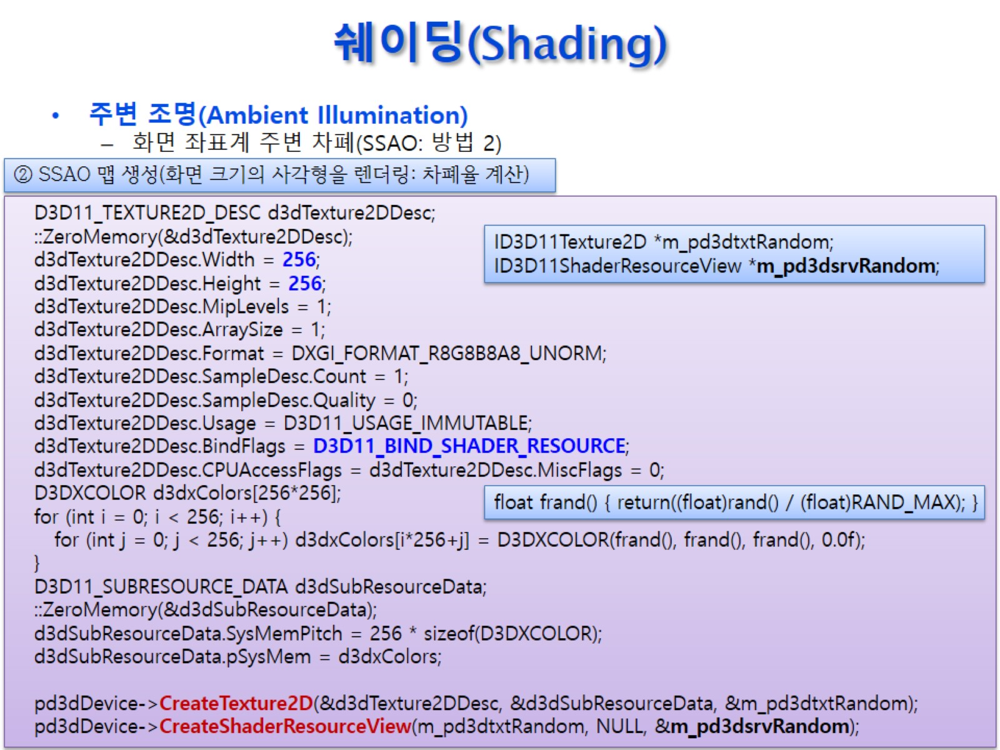 쉐이딩(Shading)
• 주변 조명(Ambient Illumination)
– 화면 좌표계 주변 차폐(SSAO: 방법 2)
② SSAO 맵 생성(화면 크기의 사각형을 렌더링: 차폐율 계산)
D3D11_TEXTURE2D_DESC d3dTexture2DDesc;
::ZeroMemory(&d3dTexture2DDesc);
d3dTexture2DDesc.Width = 256;
d3dTexture2DDesc.Height = 256;
d3dTexture2DDesc.MipLevels = 1;
d3dTexture2DDesc.ArraySize = 1;
d3dTexture2DDesc.Format = DXGI_FORMAT_R8G8B8A8_UNORM;
d3dTexture2DDesc.SampleDesc.Count = 1;
d3dTexture2DDesc.SampleDesc.Quality = 0;
d3dTexture2DDesc.Usage = D3D11_USAGE_IMMUTABLE;
d3dTexture2DDesc.BindFlags = D3D11_BIND_SHADER_RESOURCE;
d3dTexture2DDesc.CPUAccessFlags = d3dTexture2DDesc.MiscFlags = 0;
D3DXCOLOR d3dxColors[256*256];
for (int i = 0; i < 256; i++) {
for (int j = 0; j < 256; j++) d3dxColors[i*256+j] = D3DXCOLOR(frand(), frand(), frand(), 0.0f);
}
D3D11_SUBRESOURCE_DATA d3dSubResourceData;
::ZeroMemory(&d3dSubResourceData);
d3dSubResourceData.SysMemPitch = 256 * sizeof(D3DXCOLOR);
d3dSubResourceData.pSysMem = d3dxColors;
pd3dDevice->CreateTexture2D(&d3dTexture2DDesc, &d3dSubResourceData, &m_pd3dtxtRandom);
pd3dDevice->CreateShaderResourceView(m_pd3dtxtRandom, NULL, &m_pd3dsrvRandom);
ID3D11Texture2D *m_pd3dtxtRandom;
ID3D11ShaderResourceView *m_pd3dsrvRandom;
float frand() { return((float)rand() / (float)RAND_MAX); }